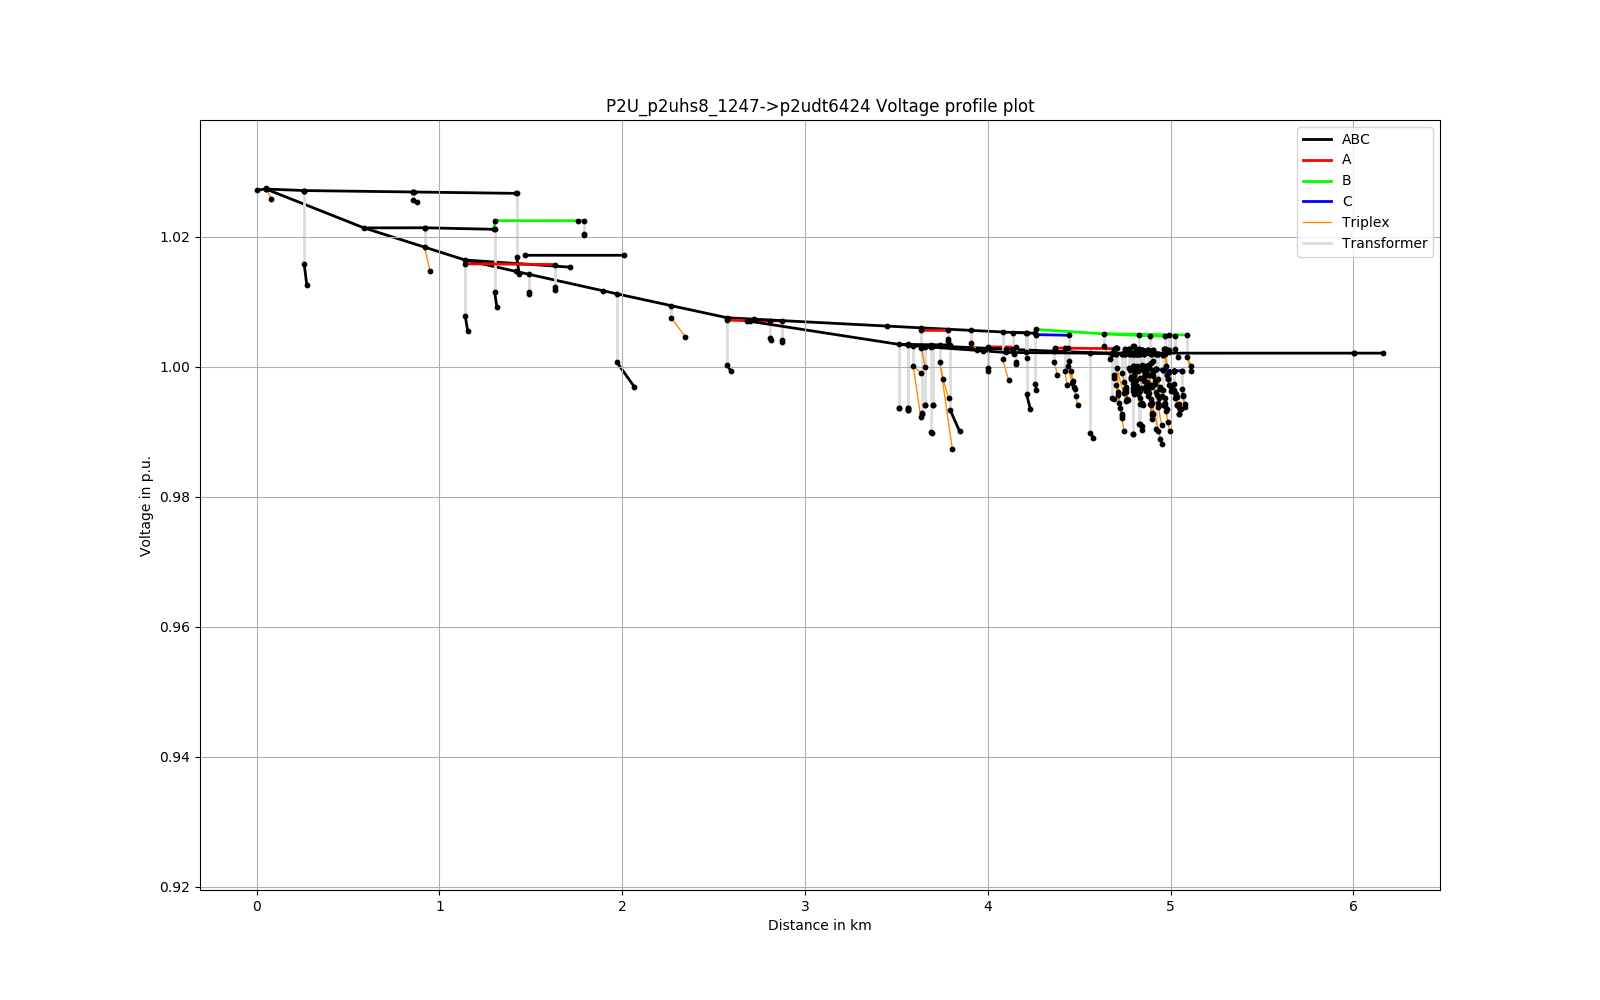 P2U_p2uhs8_1247->p2udt6424 Voltage profile plot
ABC
A
B
C
Triplex
Transformer
1.02
1.00
0.98
0.96
0.94
0.92
Voltage in p.u.
0 1 2 3 4 5 6
Distance in km